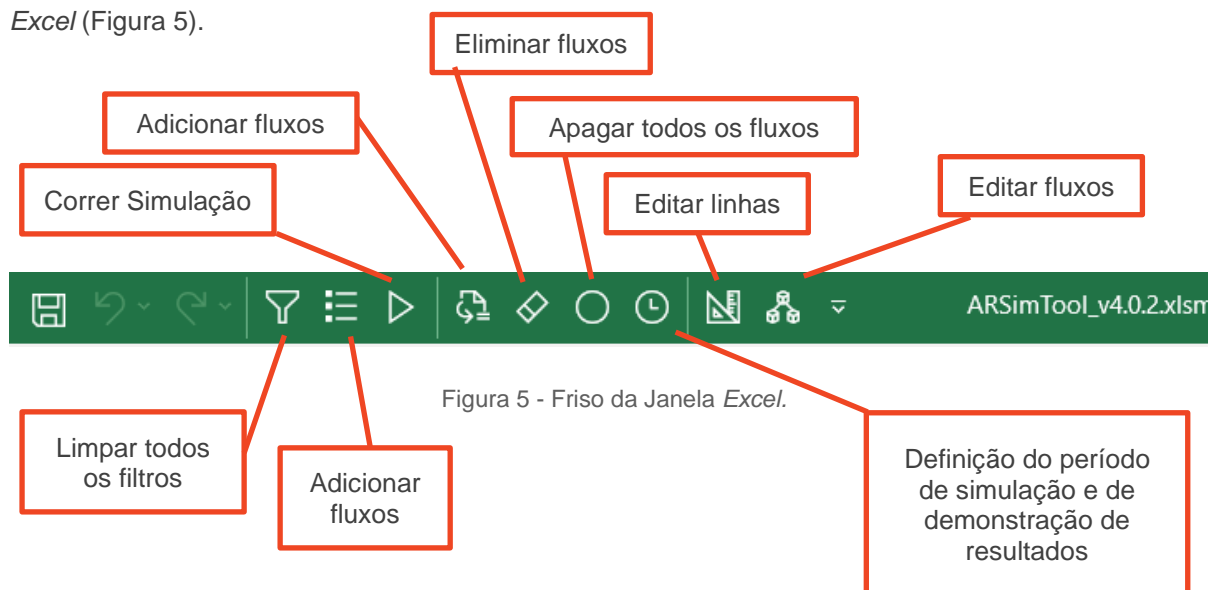 Excel (Figura 5).
Eliminar fluxos
Adicionar fluxos
Apagar todos os fluxos
Correr Simulação
Editar linhas
Editar fluxos
ARSimTool_v4.0.2.xlsm
Figura 5 - Friso da Janela Excel.
Limpar todos
os filtros
Adicionar
fluxos
Definição do período
de simulação e de
demonstração de
resultados